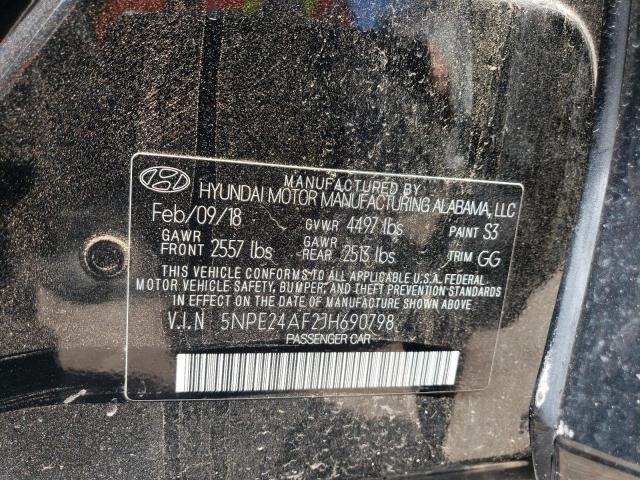 MANUFACTURED BY
HYUNDAI MOTOR MANUFACTURING ALABAMA, LLC
Feb/09/18 GVWR 4497 lbs PAINT S3
GAWR FRONT 2557 lbs GAWR REAR 2513 lbs TRIM GG
THIS VEHICLE CONFORMS TO ALL APPLICABLE U.S.A. FEDERAL
MOTOR VEHICLE SAFETY, BUMPER, AND THEFT PREVENTION STANDARDS
IN EFFECT ON THE DATE OF MANUFACTURE SHOWN ABOVE.
V.I.N 5NPE24AF2JH690798
PASSENGER CAR